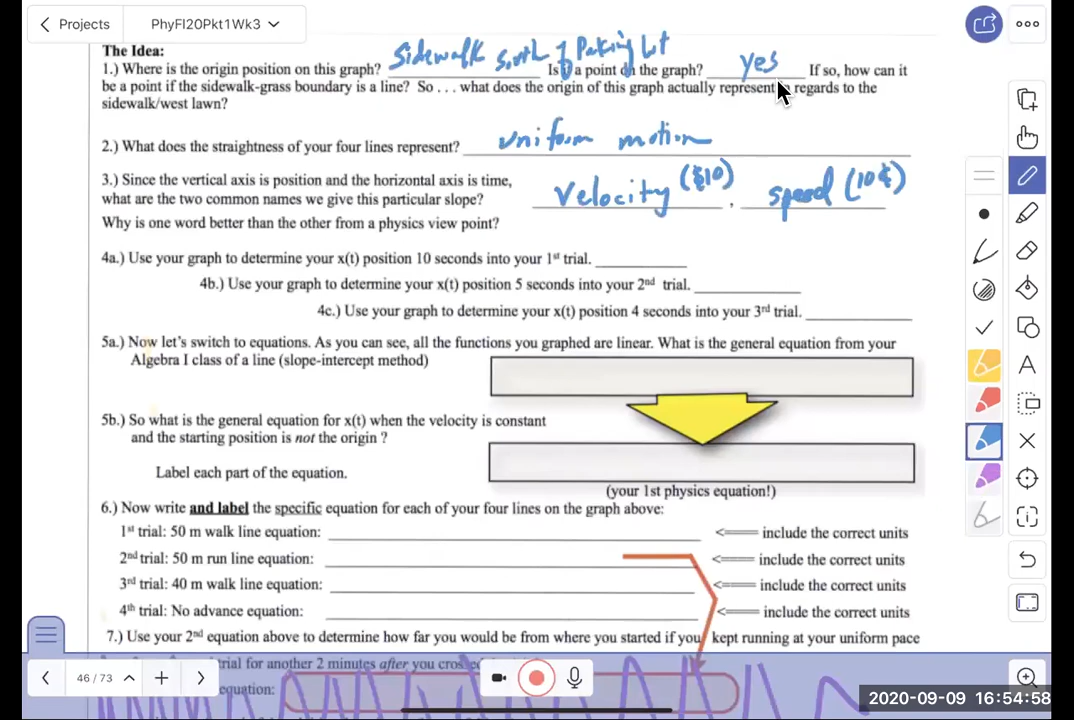 Projects PhyFI20Pkt1Wk3
The Idea:
Sidewalk south of Paking Lot yes
1.) Where is the origin position on this graph? Is it a point on the graph? If so, how can it
be a point if the sidewalk-grass boundary is a line? So . . . what does the origin of this graph actually represent in regards to the
sidewalk/west lawn?
2.) What does the straightness of your four lines represent? uniform motion
3.) Since the vertical axis is position and the horizontal axis is time,
what are the two common names we give this particular slope? velocity ($10) , speed (10¢)
Why is one word better than the other from a physics view point?
4a.) Use your graph to determine your x(t) position 10 seconds into your 1st trial.
4b.) Use your graph to determine your x(t) position 5 seconds into your 2nd trial.
4c.) Use your graph to determine your x(t) position 4 seconds into your 3rd trial.
5a.) Now let's switch to equations. As you can see, all the functions you graphed are linear. What is the general equation from your
Algebra I class of a line (slope-intercept method)
5b.) So what is the general equation for x(t) when the velocity is constant
and the starting position is not the origin ?
Label each part of the equation.
(your 1st physics equation!)
6.) Now write and label the specific equation for each of your four lines on the graph above:
1st trial: 50 m walk line equation: <== include the correct units
2nd trial: 50 m run line equation: <== include the correct units
3rd trial: 40 m walk line equation: <== include the correct units
4th trial: No advance equation: <== include the correct units
7.) Use your 2nd equation above to determine how far you would be from where you started if you kept running at your uniform pace
trial for another 2 minutes after you
equation:
46 / 73
2020-09-09 16:54:58